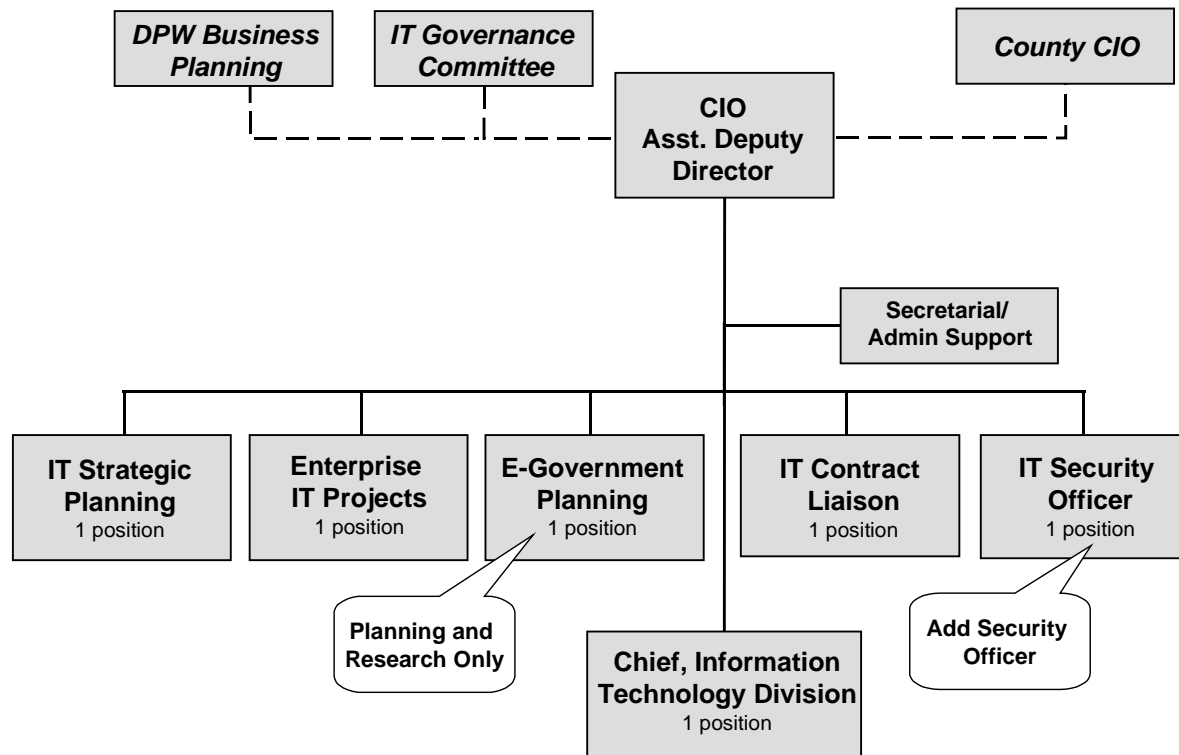 DPW Business
Planning
IT Governance
Committee
County CIO
CIO
Asst. Deputy
Director
Secretarial/
Admin Support
IT Strategic
Planning
1 position
Enterprise
IT Projects
1 position
E-Government
Planning
1 position
IT Contract
Liaison
1 position
IT Security
Officer
1 position
Planning and
Research Only
Add Security
Officer
Chief, Information
Technology Division
1 position